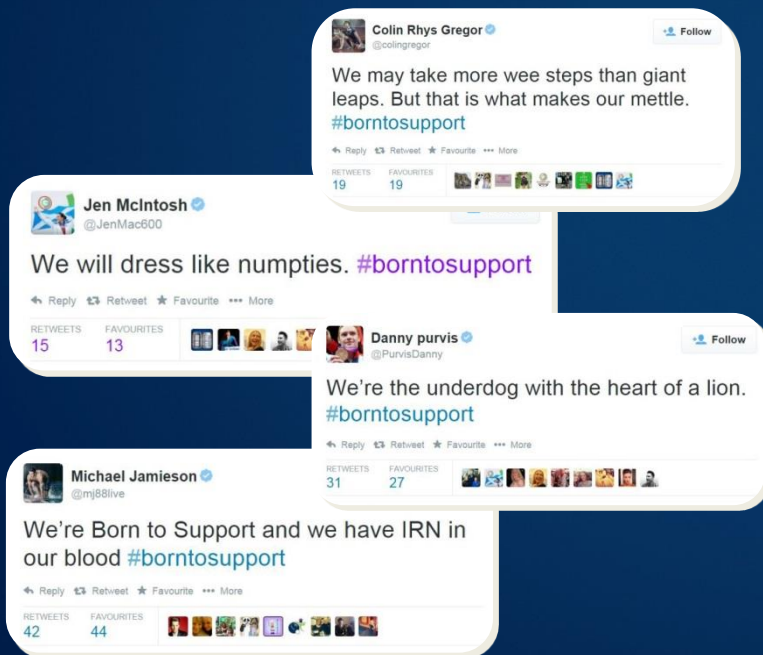 Colin Rhys Gregor
@colingregor
Follow
We may take more wee steps than giant
leaps. But that is what makes our mettle.
#borntosupport
Reply Retweet Favourite More
RETWEETS FAVOURITES
19 19
Jen McIntosh
@JenMac600
We will dress like numpties. #borntosupport
Reply Retweet Favourite More
RETWEETS FAVOURITES
15 13
Danny purvis
@PurvisDanny
Follow
We're the underdog with the heart of a lion.
#borntosupport
Reply Retweet Favourite More
RETWEETS FAVOURITES
31 27
Michael Jamieson
@mj88live
We're Born to Support and we have IRN in
our blood #borntosupport
Reply Retweet Favourite More
RETWEETS FAVOURITES
42 44